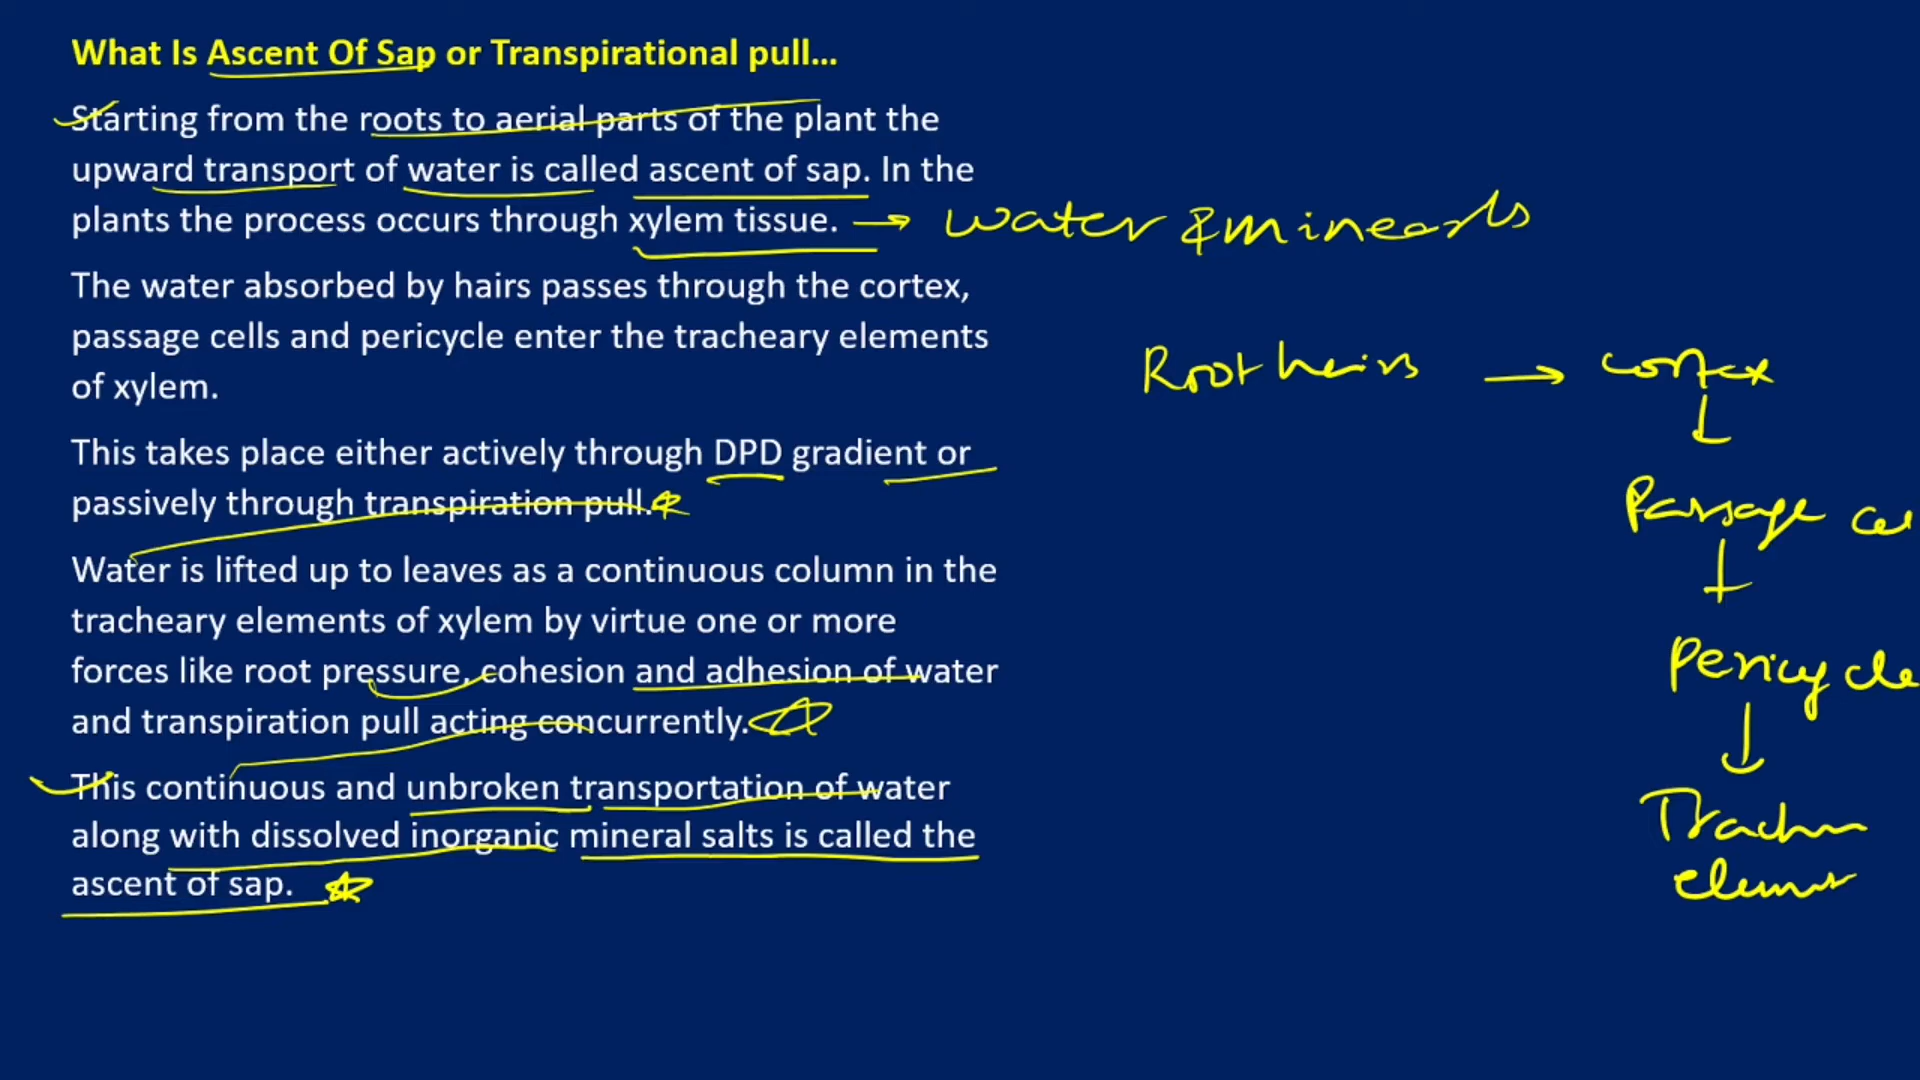 What Is Ascent Of Sap or Transpirational pull...
Starting from the roots to aerial parts of the plant the
upward transport of water is called ascent of sap. In the
plants the process occurs through xylem tissue. → water & minearls
The water absorbed by hairs passes through the cortex,
passage cells and pericycle enter the tracheary elements
of xylem.
Root heirs → cortex
This takes place either actively through DPD gradient or
passively through transpiration pull.
Passage
Water is lifted up to leaves as a continuous column in the
tracheary elements of xylem by virtue one or more
forces like root pressure, cohesion and adhesion of water
and transpiration pull acting concurrently.
Pericycle
This continuous and unbroken transportation of water
along with dissolved inorganic mineral salts is called the
ascent of sap.